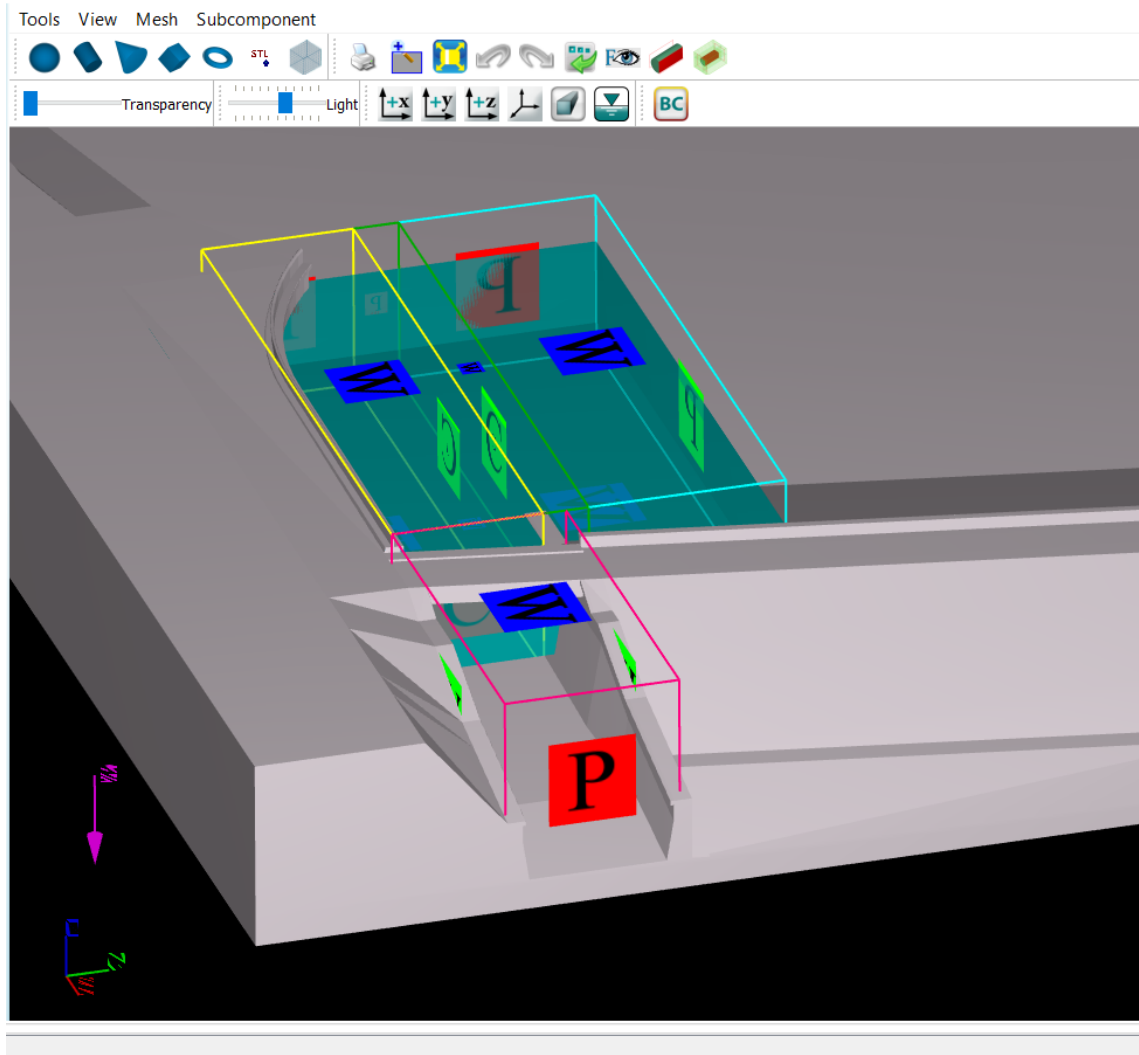 Tools View Mesh Subcomponent
STL
F
Transparency
Light
+x
+y
+z
BC
P
P
P
W
W
W
C
C
P
W
C
W
P